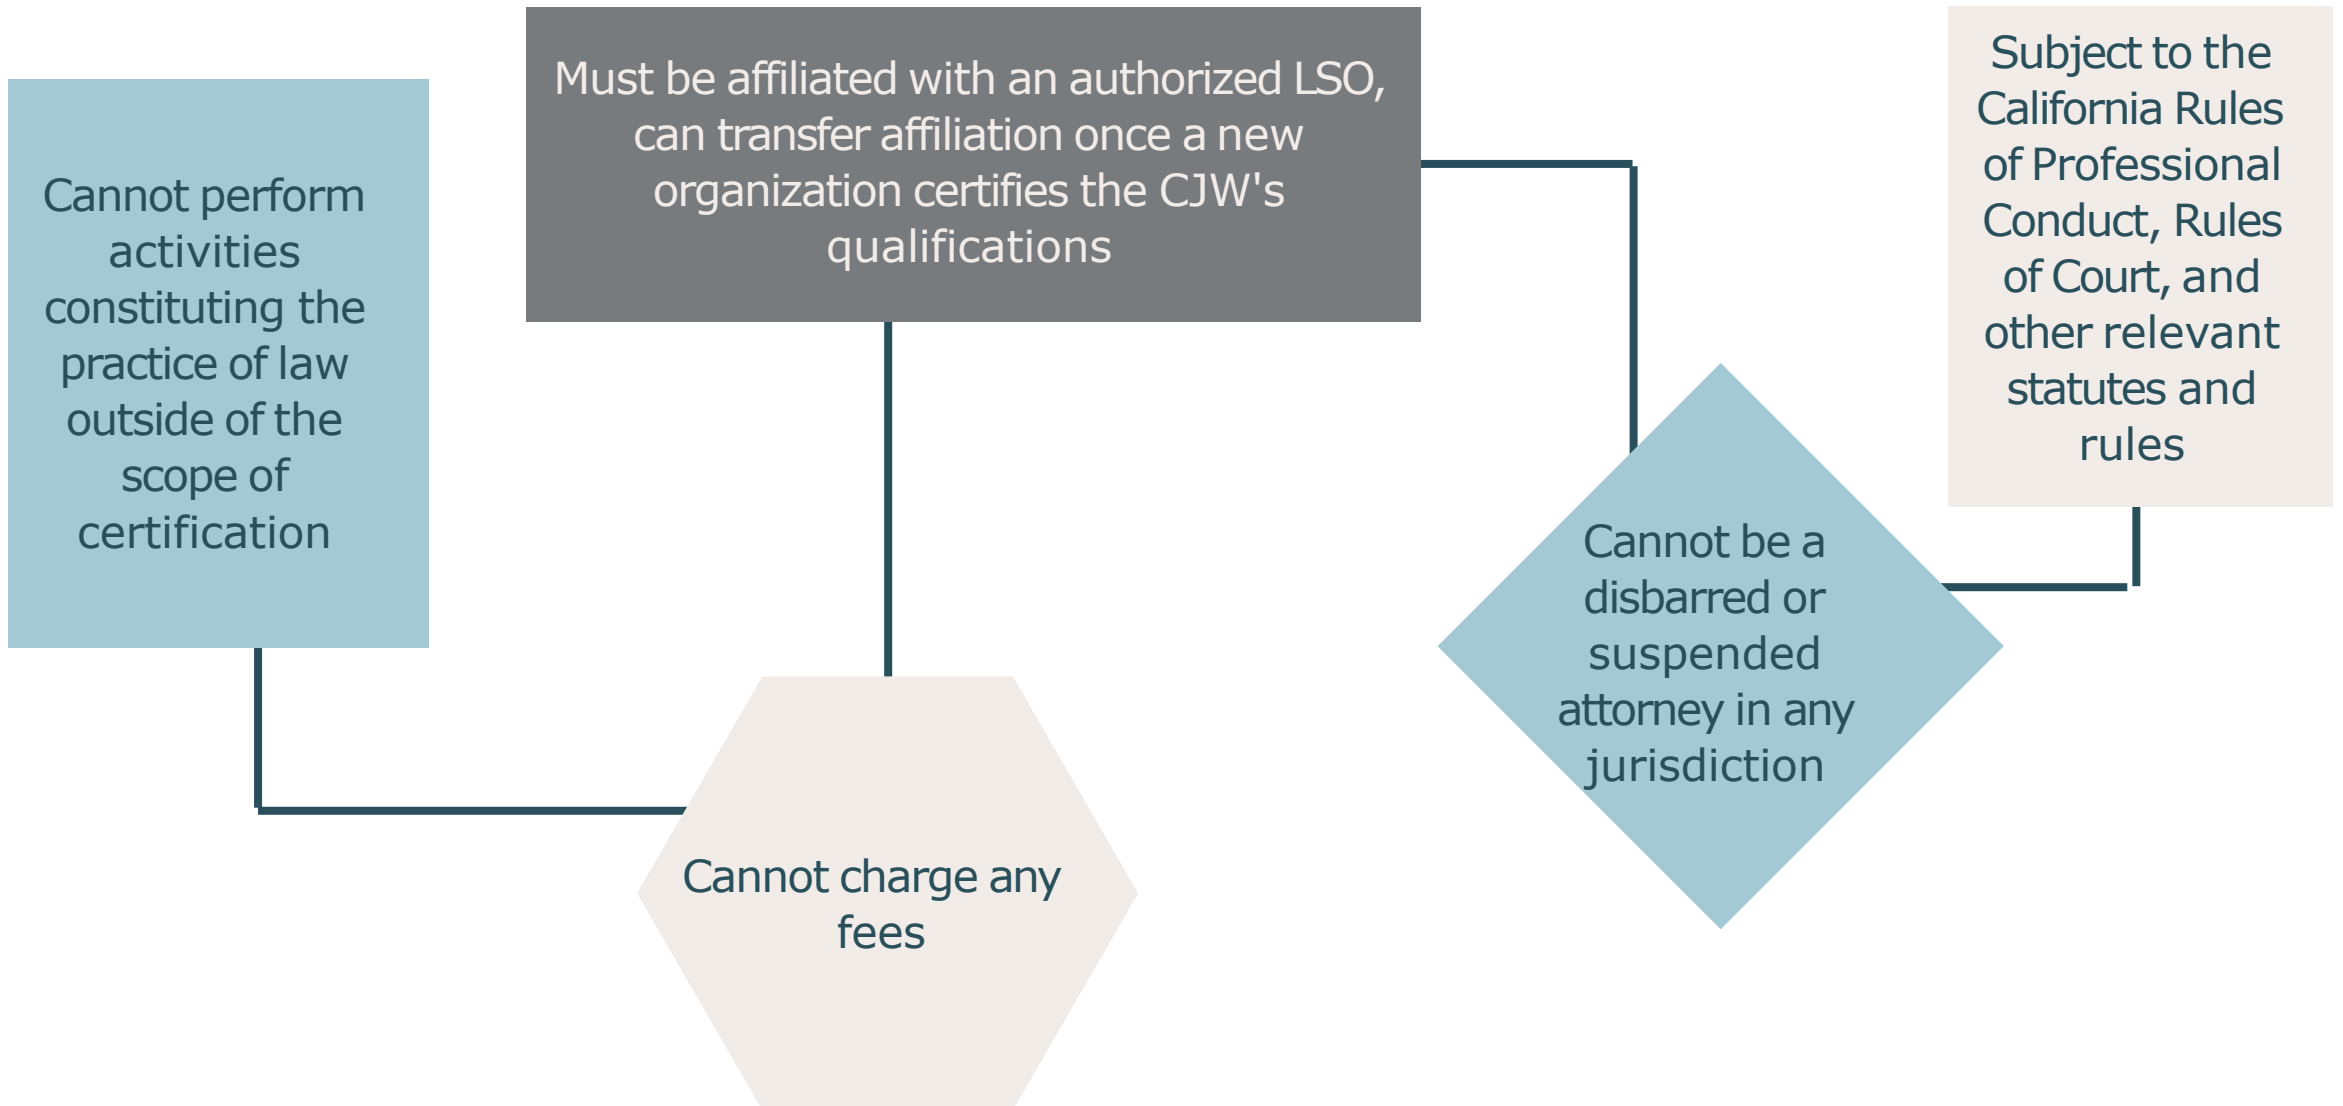 Cannot perform
activities
constituting the
practice of law
outside of the
scope of
certification
Must be affiliated with an authorized LSO,
can transfer affiliation once a new
organization certifies the CJW's
qualifications
Cannot charge any
fees
Cannot be a
disbarred or
suspended
attorney in any
jurisdiction
Subject to the
California Rules
of Professional
Conduct, Rules
of Court, and
other relevant
statutes and
rules